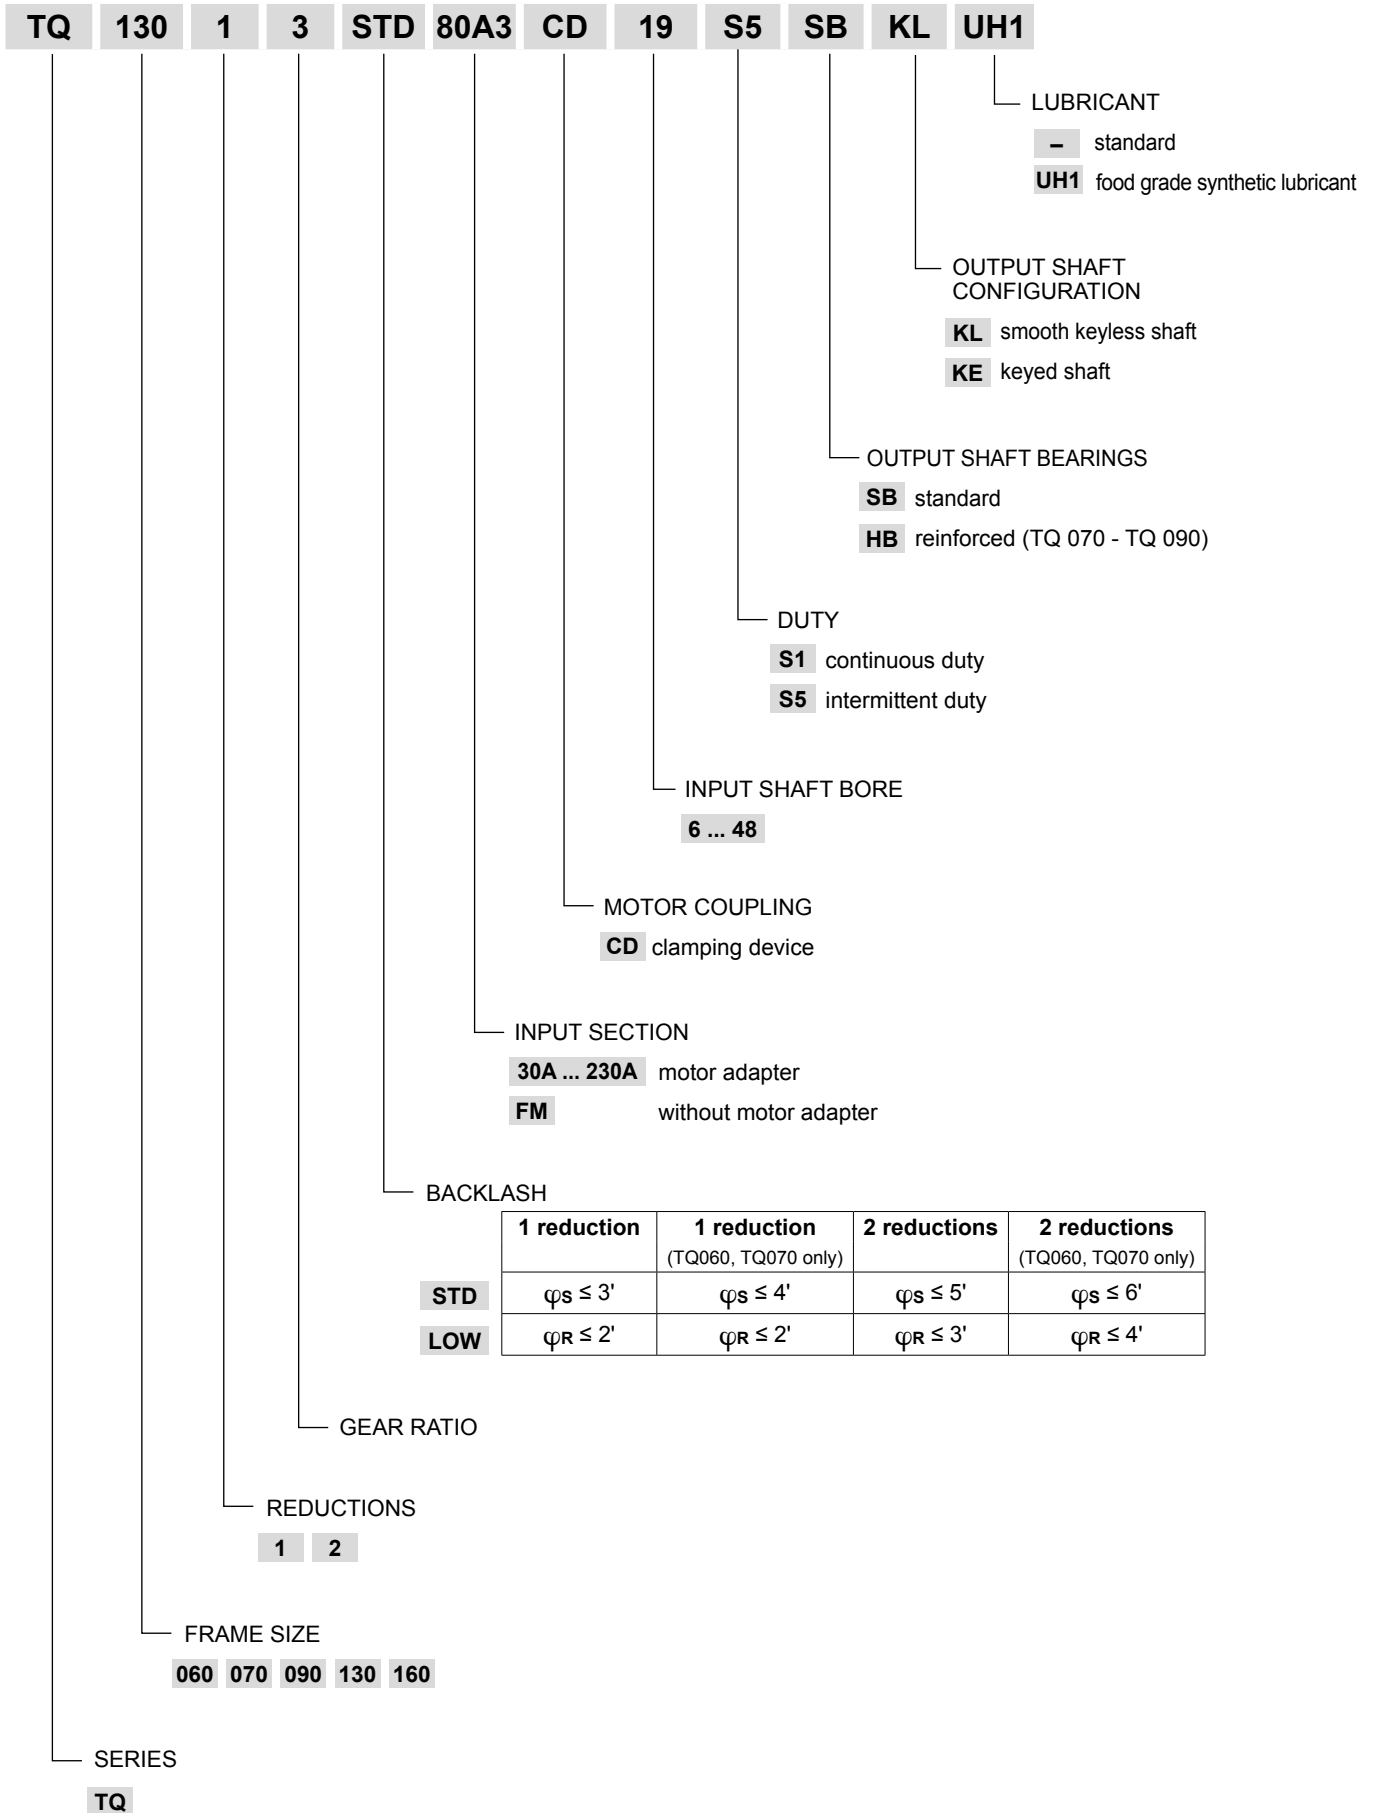 TQ 130 1 3 STD 80A3 CD 19 S5 SB KL UH1
LUBRICANT
– standard
UH1 food grade synthetic lubricant
OUTPUT SHAFT
CONFIGURATION
KL smooth keyless shaft
KE keyed shaft
OUTPUT SHAFT BEARINGS
SB standard
HB reinforced (TQ 070 - TQ 090)
DUTY
S1 continuous duty
S5 intermittent duty
INPUT SHAFT BORE
6 ... 48
MOTOR COUPLING
CD clamping device
INPUT SECTION
30A ... 230A motor adapter
FM without motor adapter
BACKLASH
1 reduction 1 reduction 2 reductions 2 reductions
(TQ060, TQ070 only) (TQ060, TQ070 only)
STD φS ≤ 3' φS ≤ 4' φS ≤ 5' φS ≤ 6'
LOW φR ≤ 2' φR ≤ 2' φR ≤ 3' φR ≤ 4'
GEAR RATIO
REDUCTIONS
1 2
FRAME SIZE
060 070 090 130 160
SERIES
TQ